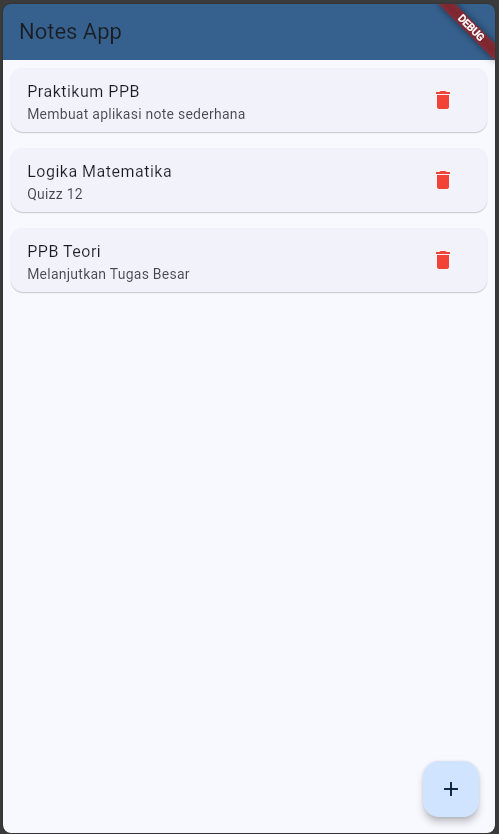 Notes App
DEBUG
Praktikum PPB
Membuat aplikasi note sederhana
Logika Matematika
Quizz 12
PPB Teori
Melanjutkan Tugas Besar
+